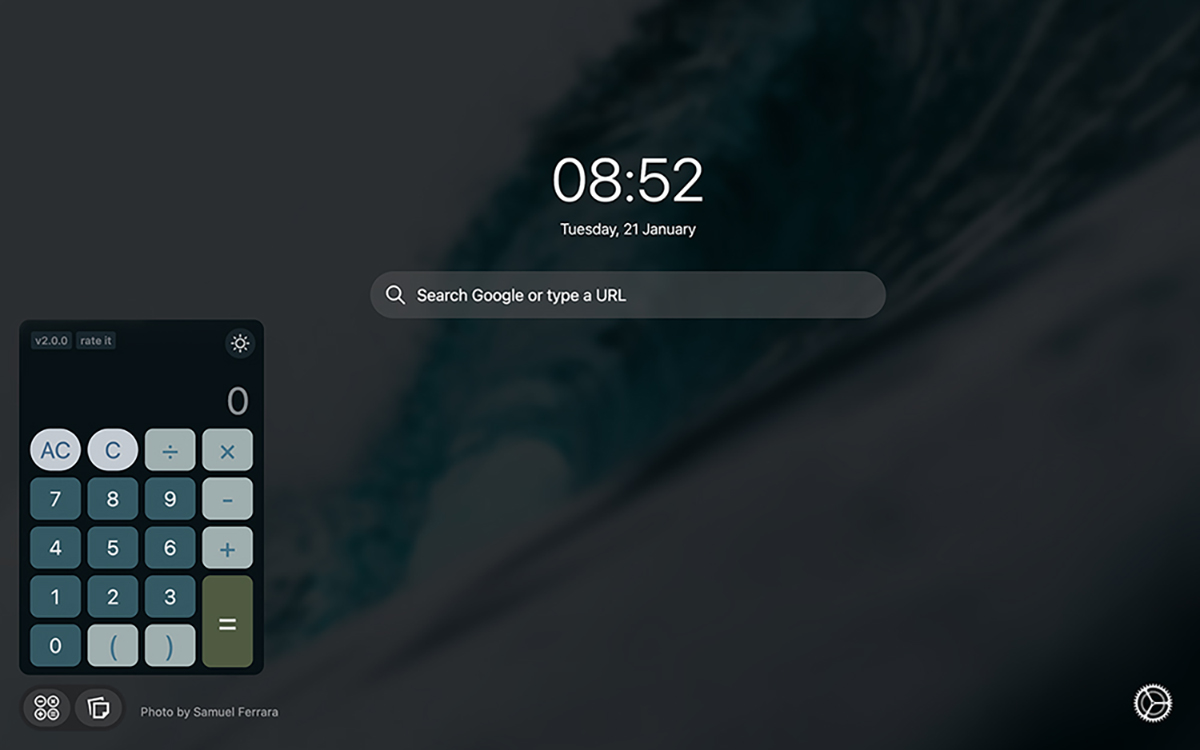 08:52
Tuesday, 21 January
Search Google or type a URL
v2.0.0 rate it
0
AC C ÷ ×
7 8 9 -
4 5 6 +
1 2 3 =
0 ( )
Photo by Samuel Ferrara